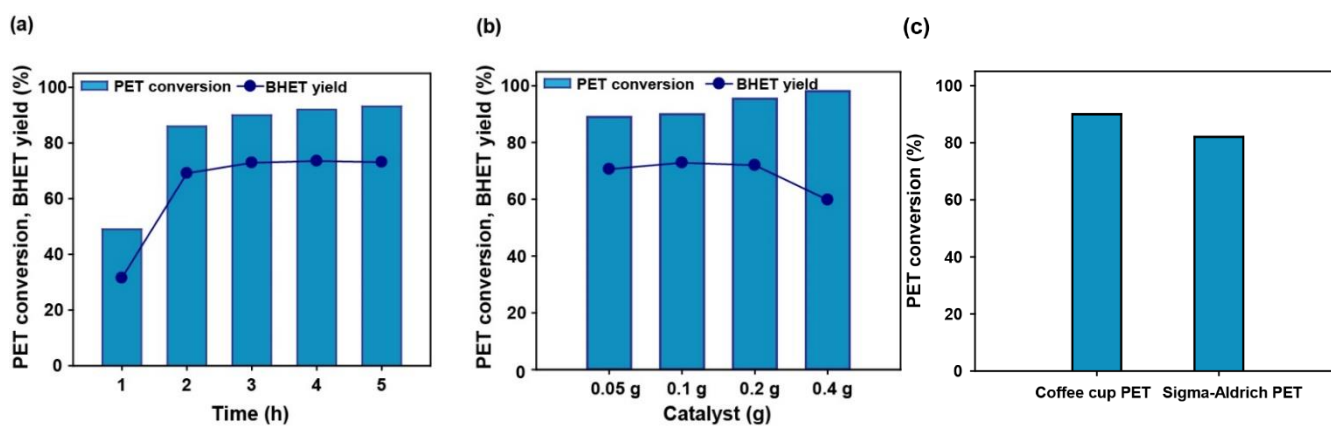 (a)
PET conversion, BHET yield (%)
100
80
60
40
20
0
PET conversion
BHET yield
1 2 3 4 5
Time (h)
(b)
PET conversion, BHET yield (%)
100
80
60
40
20
0
PET conversion
BHET yield
0.05 g 0.1 g 0.2 g 0.4 g
Catalyst (g)
(c)
PET conversion (%)
100
80
60
40
20
0
Coffee cup PET Sigma-Aldrich PET